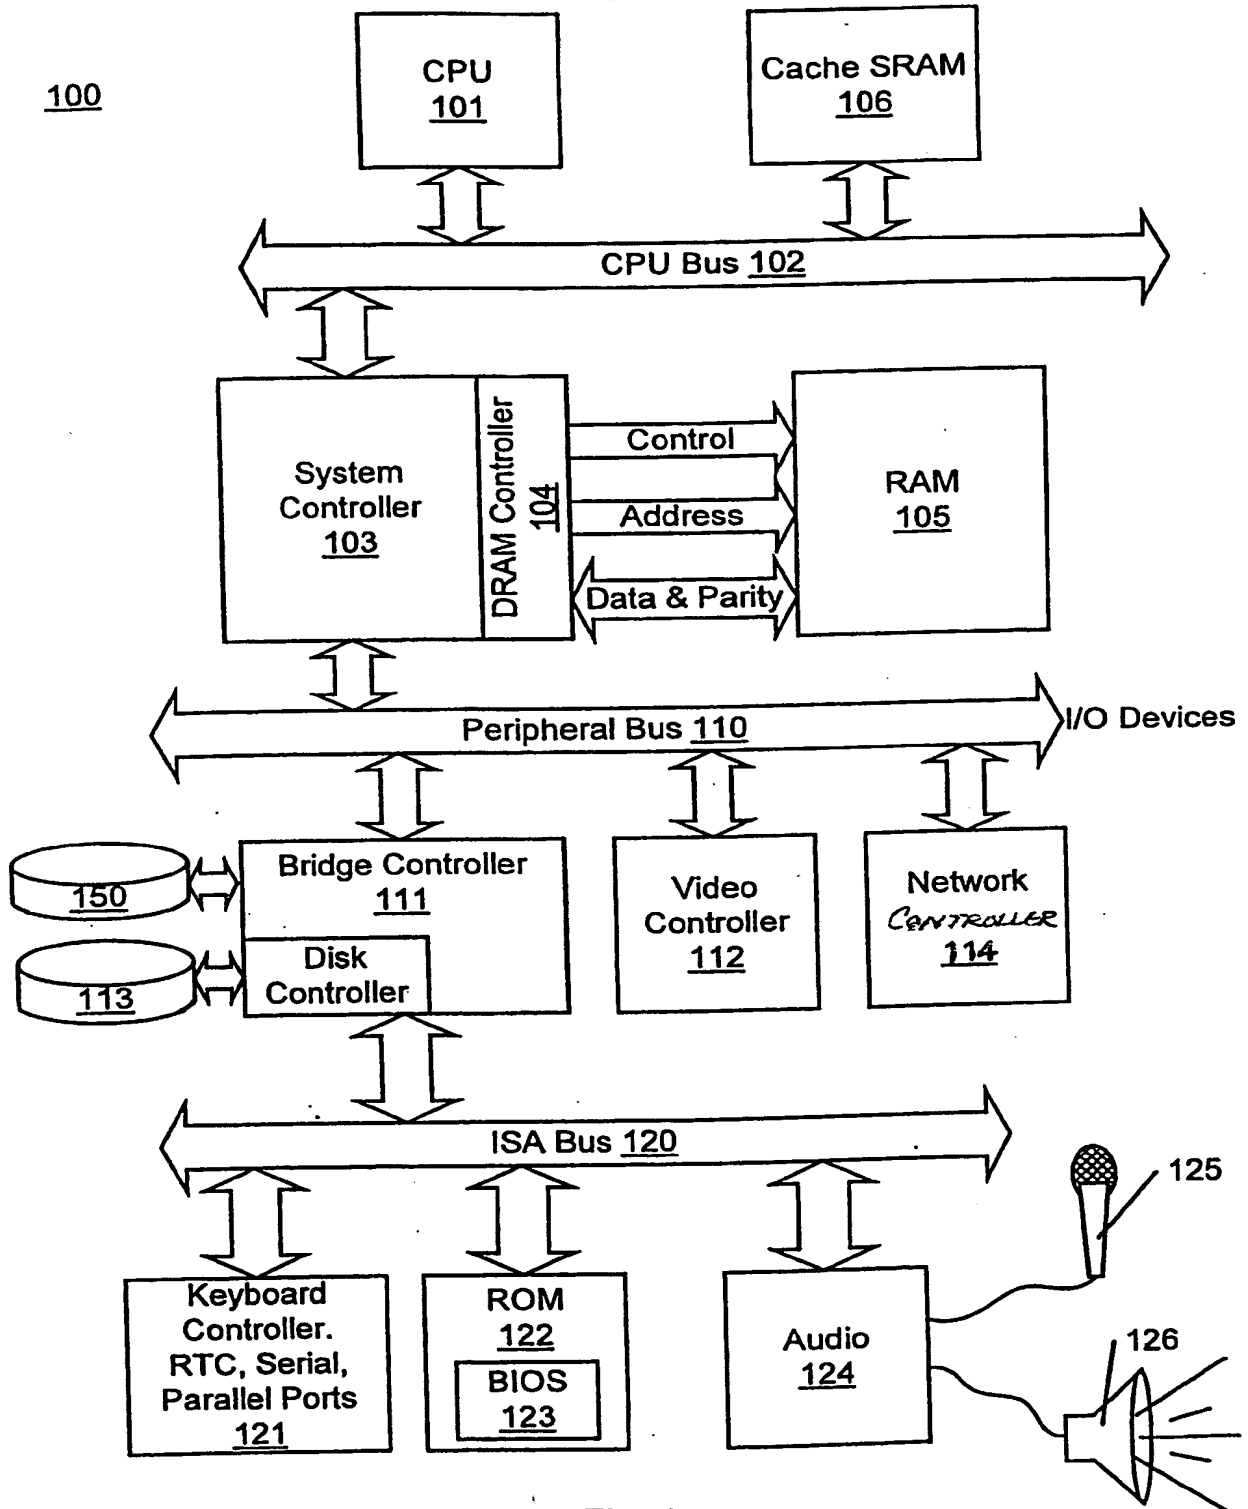 100
CPU
101
Cache SRAM
106
CPU Bus 102
System
Controller
103
DRAM Controller
104
Control
Address
Data & Parity
RAM
105
Peripheral Bus 110
I/O Devices
150
113
Bridge Controller
111
Disk
Controller
Video
Controller
112
Network
CONTROLLER
114
ISA Bus 120
Keyboard
Controller.
RTC, Serial,
Parallel Ports
121
ROM
122
BIOS
123
Audio
124
125
126